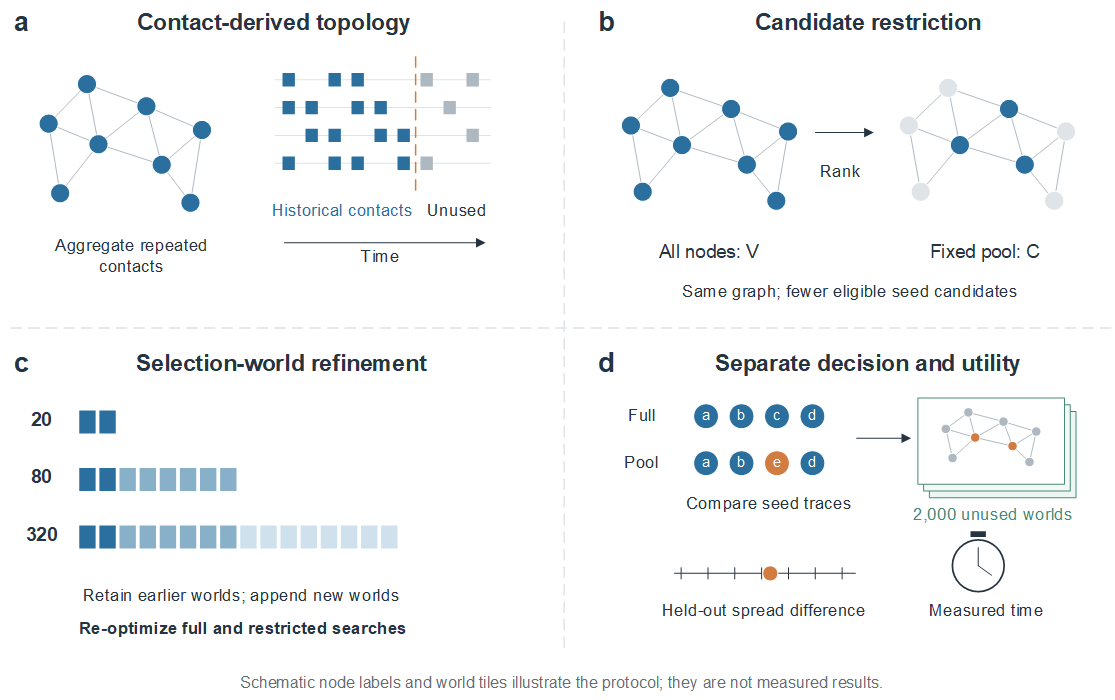 a
Contact-derived topology
Historical contacts
Unused
Aggregate repeated
contacts
Time
b
Candidate restriction
Rank
All nodes: V
Fixed pool: C
Same graph; fewer eligible seed candidates
c
Selection-world refinement
20
80
320
Retain earlier worlds; append new worlds
Re-optimize full and restricted searches
d
Separate decision and utility
Full
a b c d
Pool
a b e d
Compare seed traces
2,000 unused worlds
Held-out spread difference
Measured time
Schematic node labels and world tiles illustrate the protocol; they are not measured results.